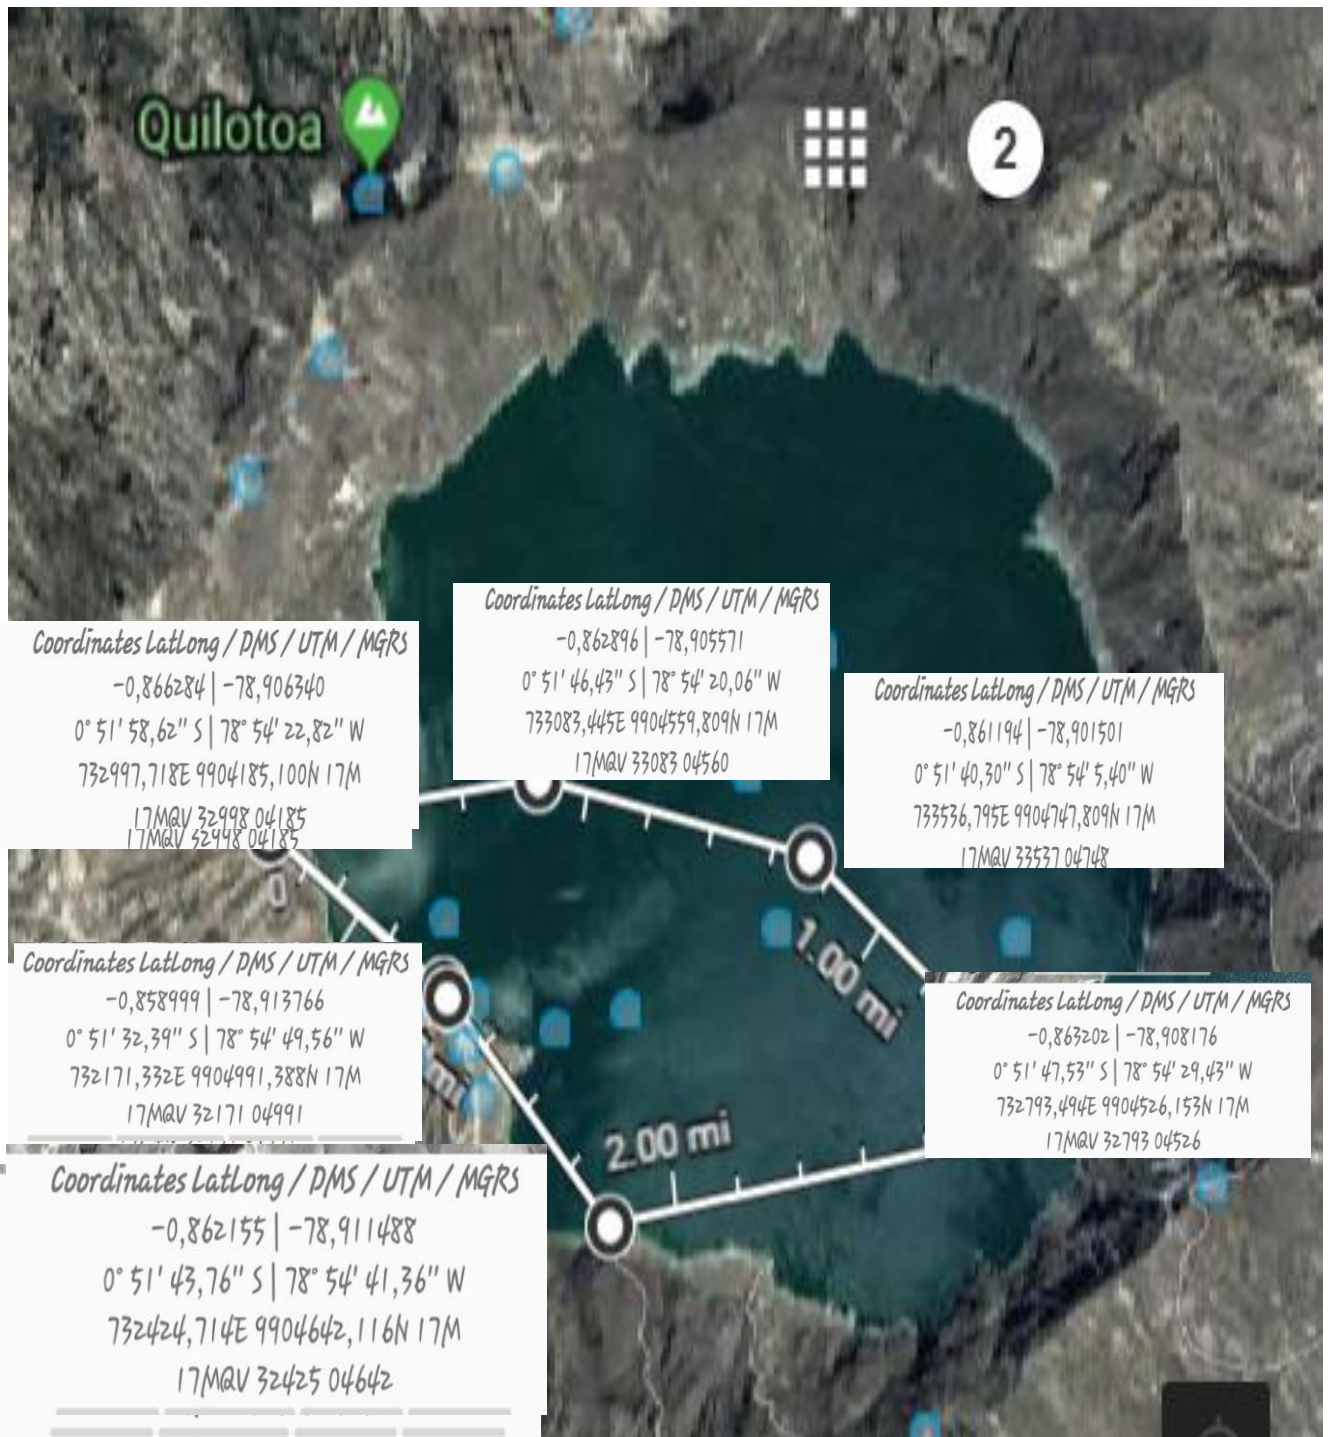 Quilotoa
2
Coordinates LatLong / DMS / UTM / MGRS
-0,862896 | -78,905571
0° 51' 46,43" S | 78° 54' 20,06" W
733083,445E 9904559,809N 17M
17MQV 33083 04560
Coordinates LatLong / DMS / UTM / MGRS
-0,866284 | -78,906340
0° 51' 58,62" S | 78° 54' 22,82" W
732997,718E 9904185,100N 17M
17MQV 32998 04185
17MQV 32998 04185
Coordinates LatLong / DMS / UTM / MGRS
-0,861194 | -78,901501
0° 51' 40,30" S | 78° 54' 5,40" W
733536,795E 9904747,809N 17M
17MQV 33537 04748
0
1.00 mi
Coordinates LatLong / DMS / UTM / MGRS
-0,858999 | -78,913766
0° 51' 32,39" S | 78° 54' 49,56" W
732171,332E 9904991,388N 17M
17MQV 32171 04991
mi
Coordinates LatLong / DMS / UTM / MGRS
-0,863202 | -78,908176
0° 51' 47,53" S | 78° 54' 29,43" W
732793,494E 9904526,153N 17M
17MQV 32793 04526
2.00 mi
Coordinates LatLong / DMS / UTM / MGRS
-0,862155 | -78,911488
0° 51' 43,76" S | 78° 54' 41,36" W
732424,714E 9904642,116N 17M
17MQV 32425 04642